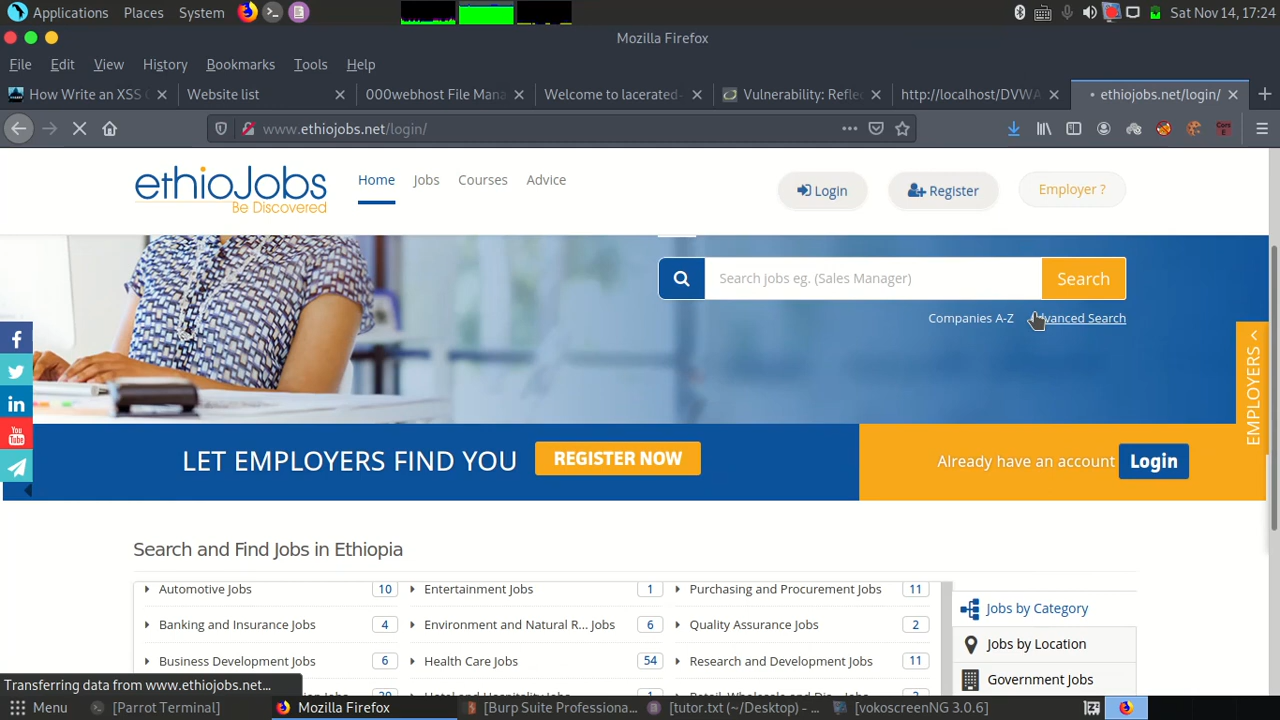 Applications Places System Sat Nov 14, 17:24
Mozilla Firefox
File Edit View History Bookmarks Tools Help
How Write an XSS Website list 000webhost File Mana Welcome to lacerated- Vulnerability: Refle http://localhost/DVWA ethiojobs.net/login/
www.ethiojobs.net/login/
ethioJobs
Be Discovered
Home Jobs Courses Advice Login Register Employer ?
Search jobs eg. (Sales Manager) Search
Companies A-Z Advanced Search
EMPLOYERS
LET EMPLOYERS FIND YOU REGISTER NOW Already have an account Login
Search and Find Jobs in Ethiopia
Automotive Jobs 10 Entertainment Jobs 1 Purchasing and Procurement Jobs 11
Banking and Insurance Jobs 4 Environment and Natural R... Jobs 6 Quality Assurance Jobs 2
Business Development Jobs 6 Health Care Jobs 54 Research and Development Jobs 11
Jobs by Category
Jobs by Location
Government Jobs
Transferring data from www.ethiojobs.net...
Menu [Parrot Terminal] Mozilla Firefox [Burp Suite Professiona... [tutor.txt (~/Desktop) - ... [vokoscreenNG 3.0.6]